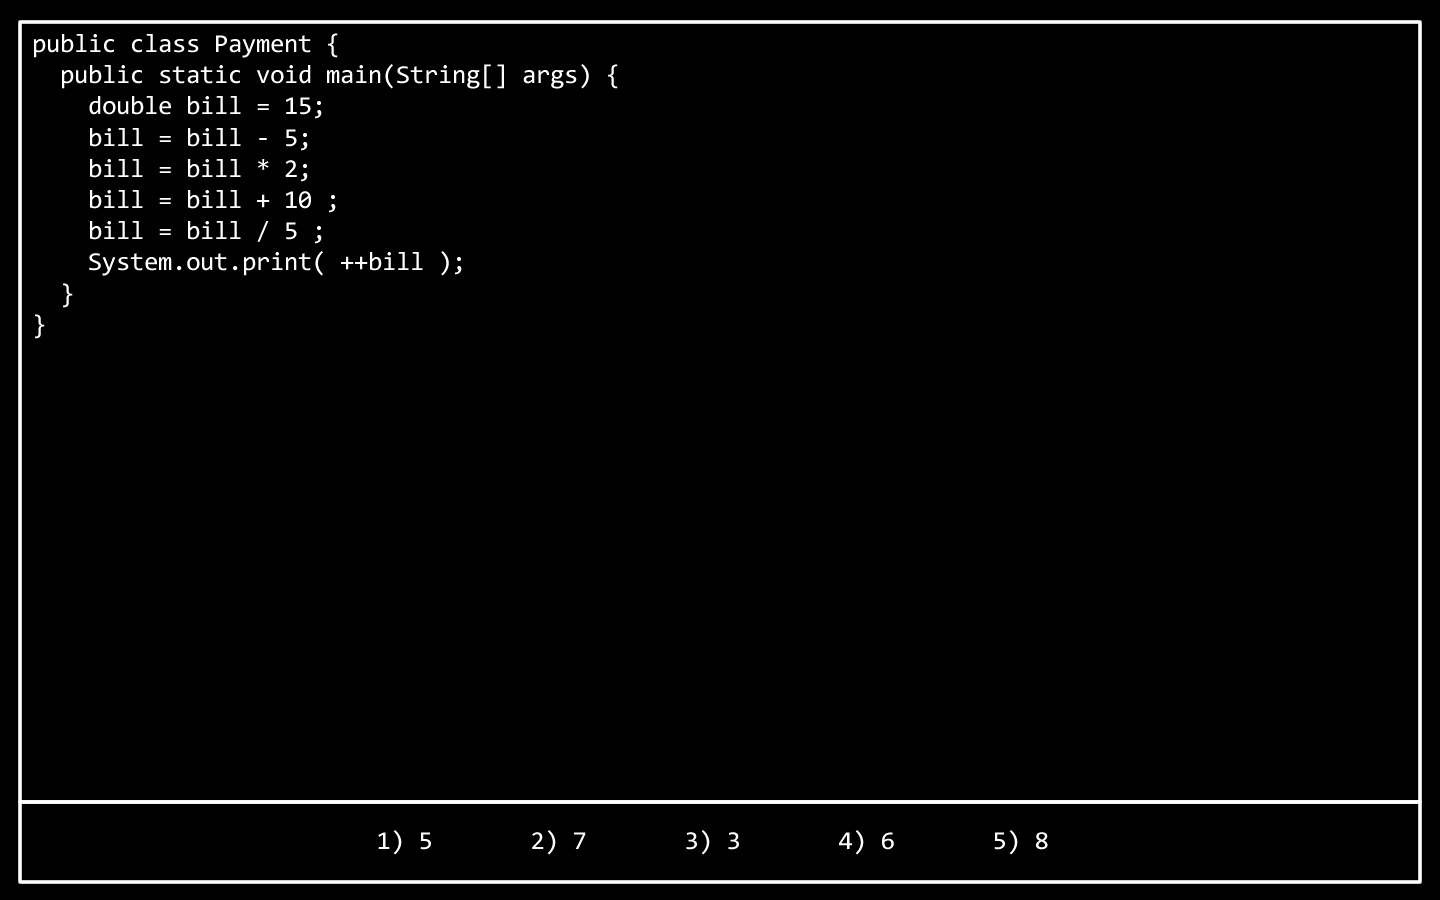 public class Payment {
  public static void main(String[] args) {
    double bill = 15;
    bill = bill - 5;
    bill = bill * 2;
    bill = bill + 10 ;
    bill = bill / 5 ;
    System.out.print( ++bill );
  }
}
1) 5 2) 7 3) 3 4) 6 5) 8